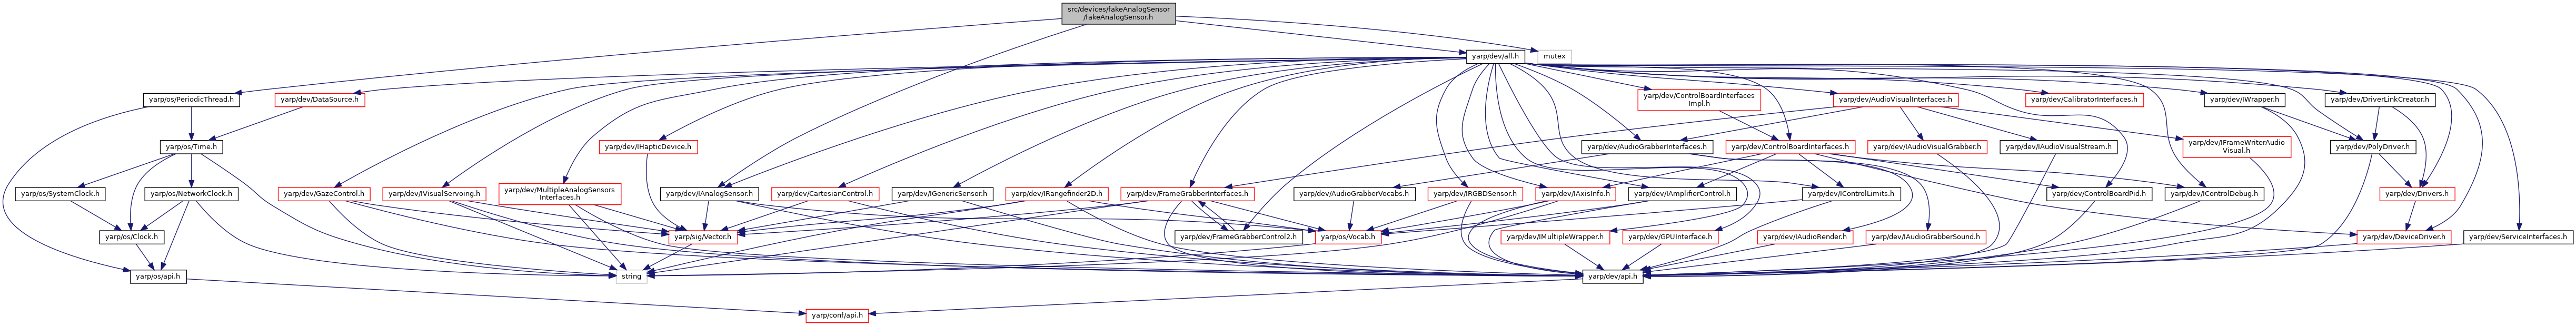 src/devices/fakeAnalogSensor
/fakeAnalogSensor.h
yarp/dev/all.h
mutex
yarp/os/PeriodicThread.h
yarp/dev/DataSource.h
yarp/dev/ControlBoardInterfaces
Impl.h
yarp/dev/AudioVisualInterfaces.h
yarp/dev/CalibratorInterfaces.h
yarp/dev/IWrapper.h
yarp/dev/DriverLinkCreator.h
yarp/os/Time.h
yarp/dev/IHapticDevice.h
yarp/dev/AudioGrabberInterfaces.h
yarp/dev/ControlBoardInterfaces.h
yarp/dev/IAudioVisualGrabber.h
yarp/dev/IAudioVisualStream.h
yarp/dev/IFrameWriterAudio
Visual.h
yarp/dev/PolyDriver.h
yarp/os/SystemClock.h
yarp/os/NetworkClock.h
yarp/dev/GazeControl.h
yarp/dev/IVisualServoing.h
yarp/dev/MultipleAnalogSensors
Interfaces.h
yarp/dev/IAnalogSensor.h
yarp/dev/CartesianControl.h
yarp/dev/IGenericSensor.h
yarp/dev/IRangefinder2D.h
yarp/dev/FrameGrabberInterfaces.h
yarp/dev/AudioGrabberVocabs.h
yarp/dev/IRGBDSensor.h
yarp/dev/IAxisInfo.h
yarp/dev/IAmplifierControl.h
yarp/dev/IControlLimits.h
yarp/dev/ControlBoardPid.h
yarp/dev/IControlDebug.h
yarp/dev/Drivers.h
yarp/os/Clock.h
yarp/sig/Vector.h
yarp/dev/FrameGrabberControl2.h
yarp/os/Vocab.h
yarp/dev/IMultipleWrapper.h
yarp/dev/GPUInterface.h
yarp/dev/IAudioRender.h
yarp/dev/IAudioGrabberSound.h
yarp/dev/DeviceDriver.h
yarp/dev/ServiceInterfaces.h
yarp/os/api.h
string
yarp/dev/api.h
yarp/conf/api.h